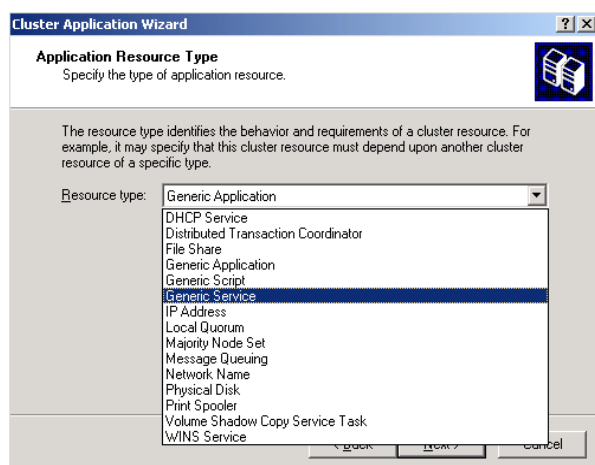 Cluster Application Wizard
Application Resource Type
Specify the type of application resource.
The resource type identifies the behavior and requirements of a cluster resource. For
example, it may specify that this cluster resource must depend upon another cluster
resource of a specific type.
Resource type:
Generic Application
DHCP Service
Distributed Transaction Coordinator
File Share
Generic Application
Generic Script
Generic Service
IP Address
Local Quorum
Majority Node Set
Message Queuing
Network Name
Physical Disk
Print Spooler
Volume Shadow Copy Service Task
WINS Service
< Back Next > Cancel